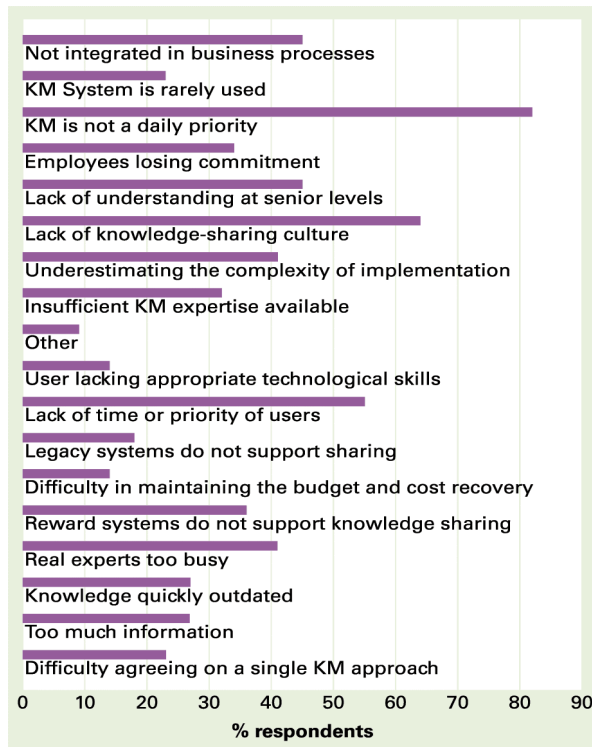 Not integrated in business processes
KM System is rarely used
KM is not a daily priority
Employees losing commitment
Lack of understanding at senior levels
Lack of knowledge-sharing culture
Underestimating the complexity of implementation
Insufficient KM expertise available
Other
User lacking appropriate technological skills
Lack of time or priority of users
Legacy systems do not support sharing
Difficulty in maintaining the budget and cost recovery
Reward systems do not support knowledge sharing
Real experts too busy
Knowledge quickly outdated
Too much information
Difficulty agreeing on a single KM approach
0 10 20 30 40 50 60 70 80 90
% respondents